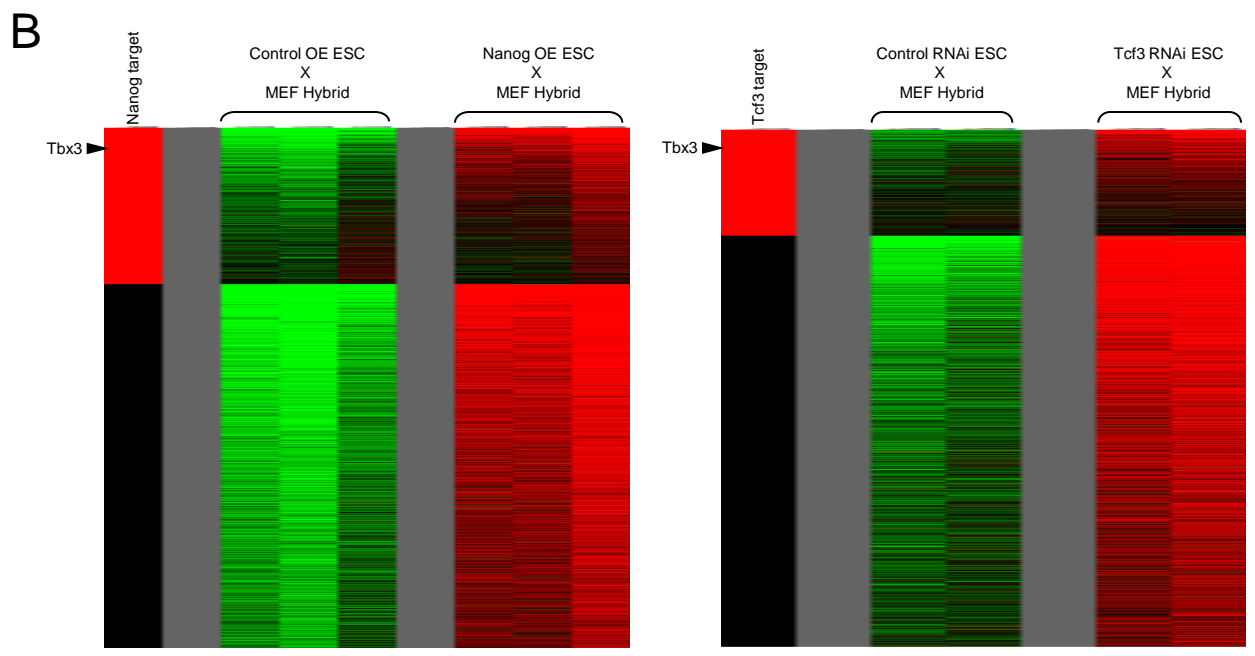 B
Nanog target
Control OE ESC
X
MEF Hybrid
Nanog OE ESC
X
MEF Hybrid
Tbx3
Tcf3 target
Control RNAi ESC
X
MEF Hybrid
Tcf3 RNAi ESC
X
MEF Hybrid
Tbx3